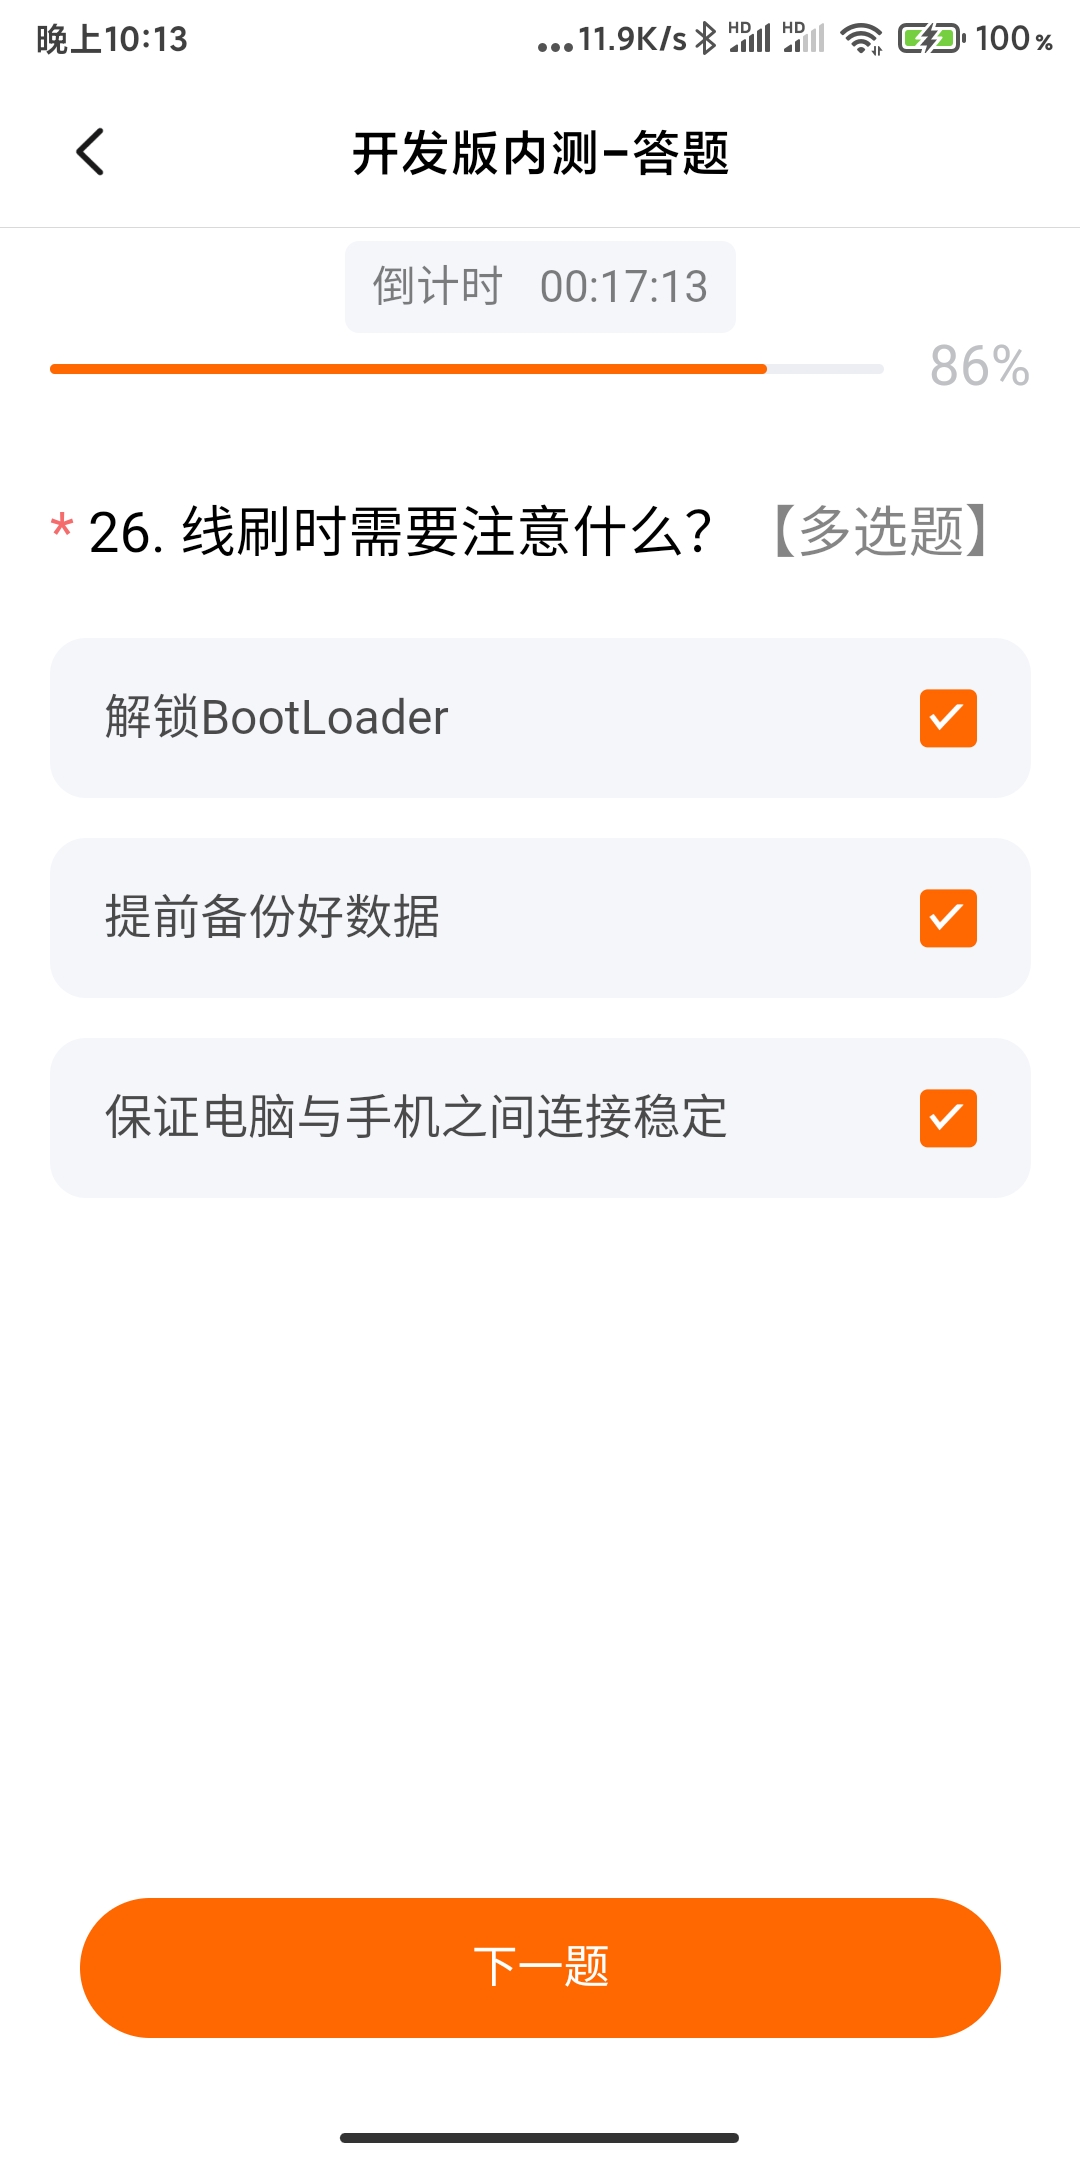 晚上10:13
...11.9K/s HD HD 100%
开发版内测-答题
倒计时 00:17:13
86%
* 26. 线刷时需要注意什么? 【多选题】
解锁BootLoader
提前备份好数据
保证电脑与手机之间连接稳定
下一题